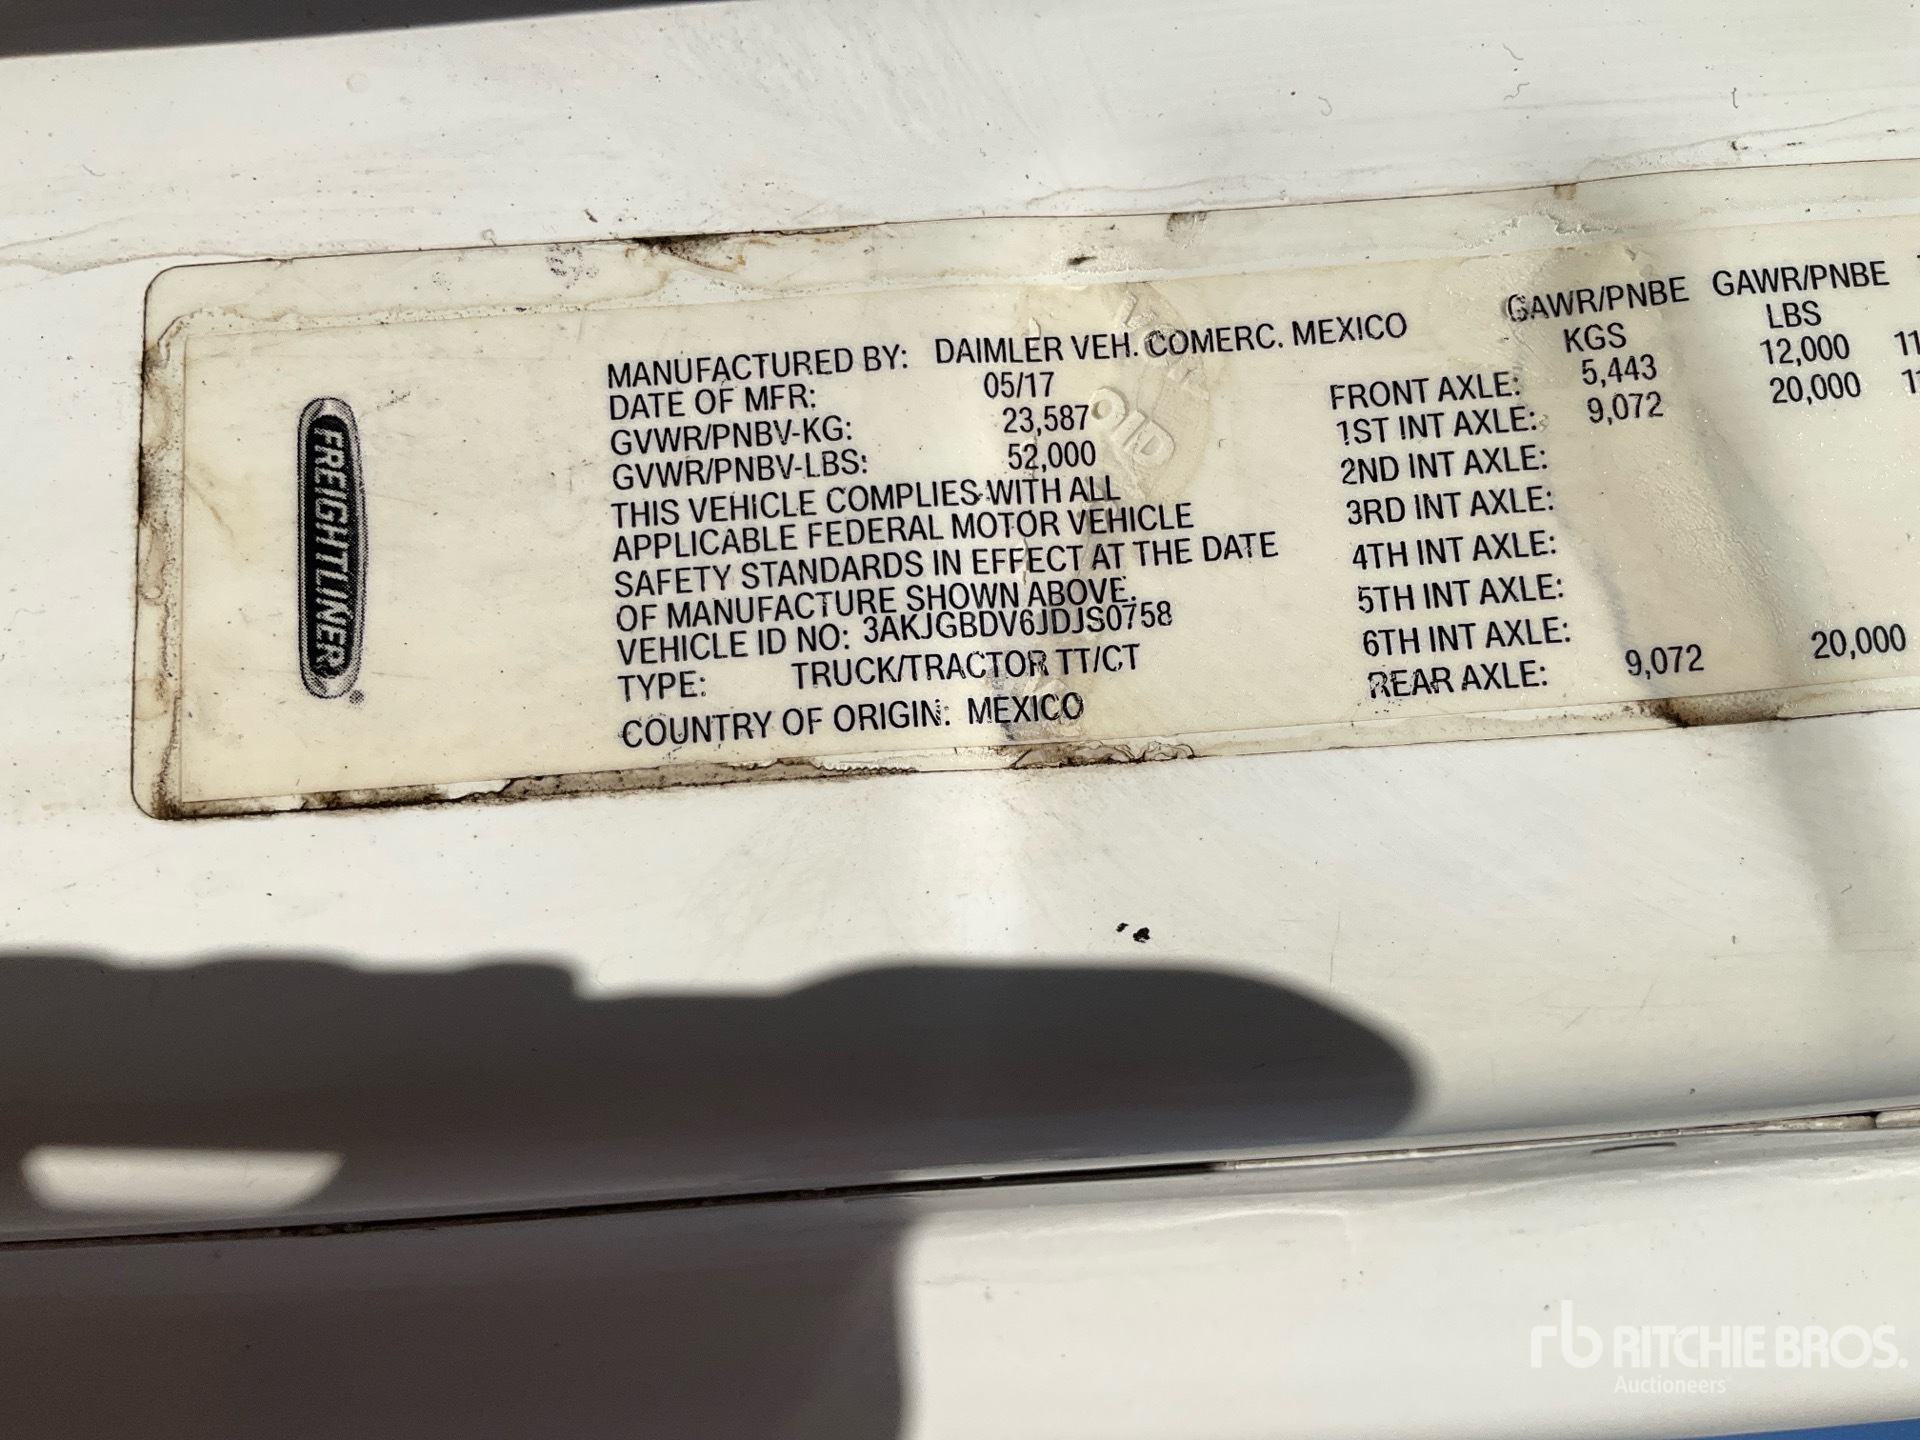 FREIGHTLINER®
MANUFACTURED BY: DAIMLER VEH. COMERC. MEXICO
DATE OF MFR: 05/17
GVWR/PNBV-KG: 23,587
GVWR/PNBV-LBS: 52,000
THIS VEHICLE COMPLIES WITH ALL
APPLICABLE FEDERAL MOTOR VEHICLE
SAFETY STANDARDS IN EFFECT AT THE DATE
OF MANUFACTURE SHOWN ABOVE.
VEHICLE ID NO: 3AKJGBDV6JDJS0758
TYPE: TRUCK/TRACTOR TT/CT
COUNTRY OF ORIGIN: MEXICO
GAWR/PNBE GAWR/PNBE
KGS LBS
FRONT AXLE: 5,443 12,000 11
1ST INT AXLE: 9,072 20,000 11
2ND INT AXLE:
3RD INT AXLE:
4TH INT AXLE:
5TH INT AXLE:
6TH INT AXLE:
REAR AXLE: 9,072 20,000
rb RITCHIE BROS.
Auctioneers